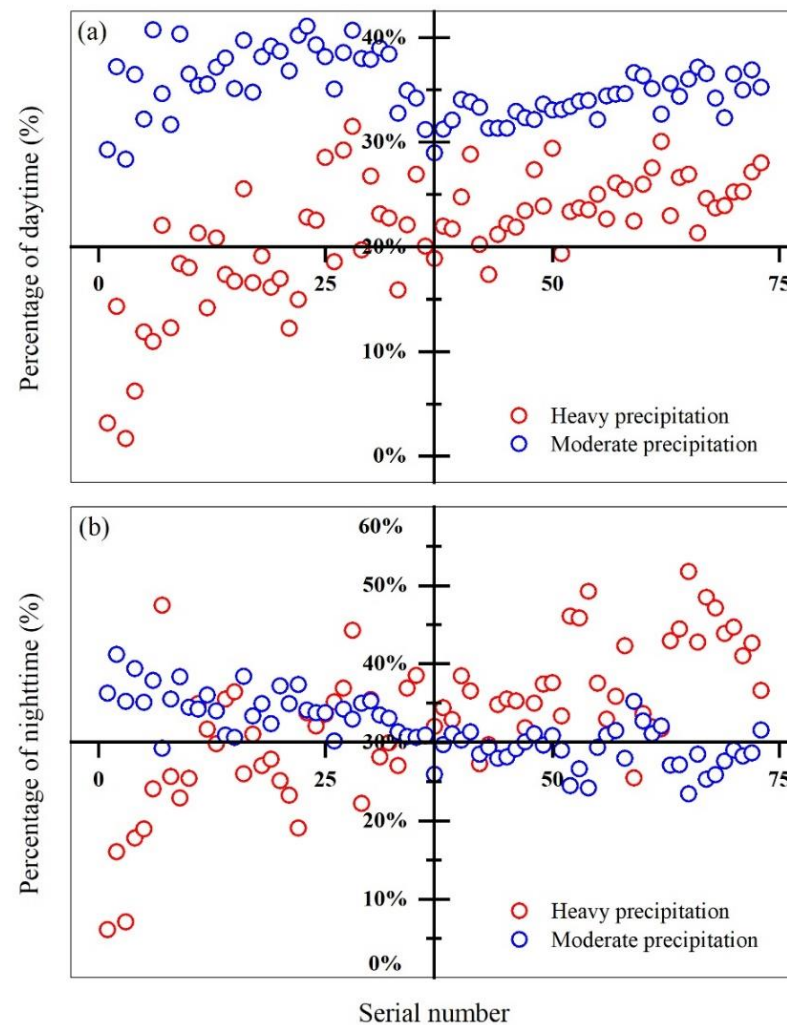 (a)
40%
30%
20%
0
25
50
75
10%
0%
Heavy precipitation
Moderate precipitation
Percentage of daytime (%)
(b)
60%
50%
40%
30%
0
25
50
75
20%
10%
0%
Heavy precipitation
Moderate precipitation
Percentage of nighttime (%)
Serial number